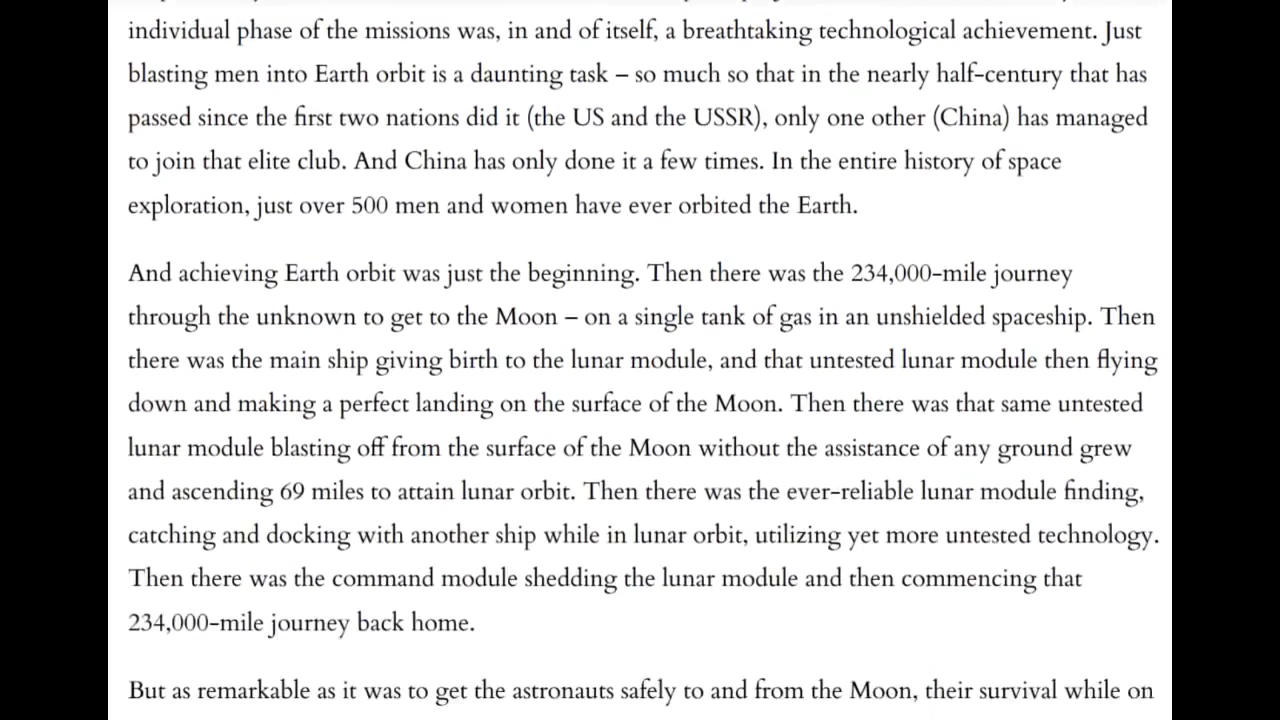 individual phase of the missions was, in and of itself, a breathtaking technological achievement. Just
blasting men into Earth orbit is a daunting task – so much so that in the nearly half-century that has
passed since the first two nations did it (the US and the USSR), only one other (China) has managed
to join that elite club. And China has only done it a few times. In the entire history of space
exploration, just over 500 men and women have ever orbited the Earth.
And achieving Earth orbit was just the beginning. Then there was the 234,000-mile journey
through the unknown to get to the Moon – on a single tank of gas in an unshielded spaceship. Then
there was the main ship giving birth to the lunar module, and that untested lunar module then flying
down and making a perfect landing on the surface of the Moon. Then there was that same untested
lunar module blasting off from the surface of the Moon without the assistance of any ground grew
and ascending 69 miles to attain lunar orbit. Then there was the ever-reliable lunar module finding,
catching and docking with another ship while in lunar orbit, utilizing yet more untested technology.
Then there was the command module shedding the lunar module and then commencing that
234,000-mile journey back home.
But as remarkable as it was to get the astronauts safely to and from the Moon, their survival while on